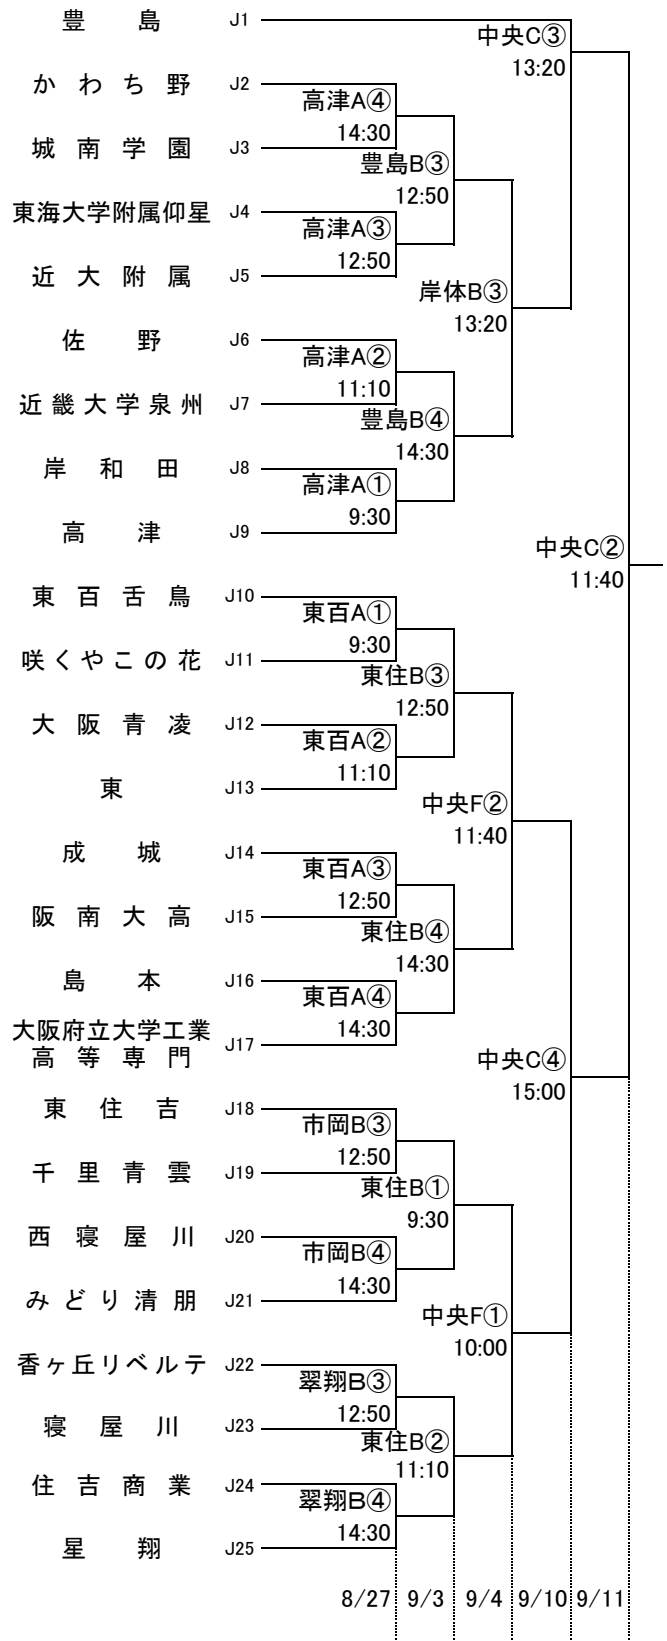 豊島 J1
中央C③
13:20
かわち野 J2
高津A④
14:30
城南学園 J3
豊島B③
12:50
東海大学附属仰星 J4
高津A③
12:50
近大附属 J5
岸体B③
13:20
佐野 J6
高津A②
11:10
近畿大学泉州 J7
豊島B④
14:30
岸和田 J8
高津A①
9:30
高津 J9
中央C②
11:40
東百舌鳥 J10
東百A①
9:30
咲くやこの花 J11
東住B③
12:50
大阪青凌 J12
東百A②
11:10
東 J13
中央F②
11:40
成城 J14
東百A③
12:50
阪南大高 J15
東住B④
14:30
島本 J16
東百A④
14:30
大阪府立大学工業
高等専門 J17
中央C④
15:00
東住吉 J18
市岡B③
12:50
千里青雲 J19
東住B①
9:30
西寝屋川 J20
市岡B④
14:30
みどり清朋 J21
中央F①
10:00
香ヶ丘リベルテ J22
翠翔B③
12:50
寝屋川 J23
東住B②
11:10
住吉商業 J24
翠翔B④
14:30
星翔 J25
8/27 9/3 9/4 9/10 9/11